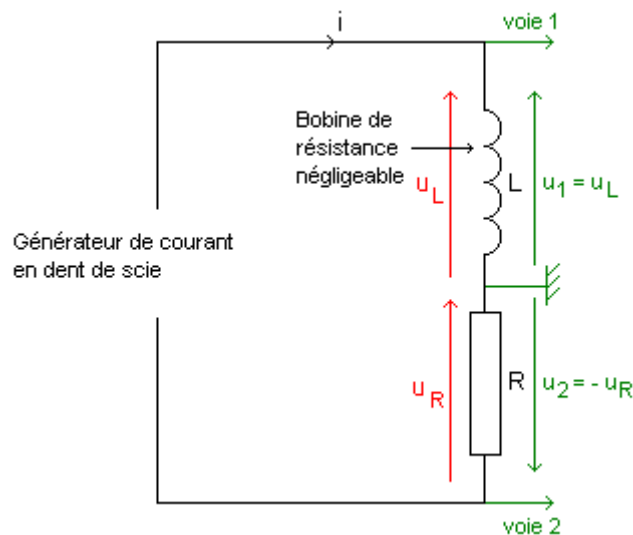 i
voie 1
Bobine de
résistance
négligeable
u_L
L
u_1 = u_L
Générateur de courant
en dent de scie
u_R
R
u_2 = - u_R
voie 2